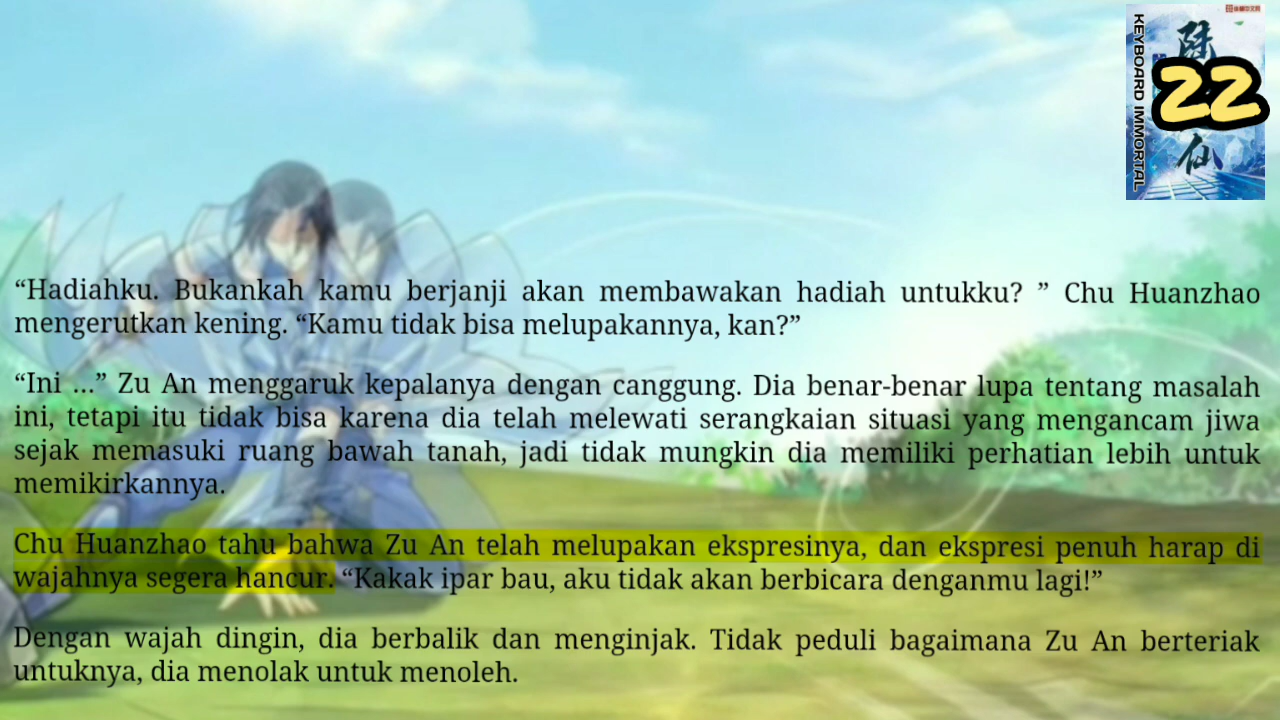 KEYBOARD IMMORTAL
22
仙
“Hadiahku. Bukankah kamu berjanji akan membawakan hadiah untukku? ” Chu Huanzhao
mengerutkan kening. “Kamu tidak bisa melupakannya, kan?”
“Ini …” Zu An menggaruk kepalanya dengan canggung. Dia benar-benar lupa tentang masalah
ini, tetapi itu tidak bisa karena dia telah melewati serangkaian situasi yang mengancam jiwa
sejak memasuki ruang bawah tanah, jadi tidak mungkin dia memiliki perhatian lebih untuk
memikirkannya.
Chu Huanzhao tahu bahwa Zu An telah melupakan ekspresinya, dan ekspresi penuh harap di
wajahnya segera hancur. “Kakak ipar bau, aku tidak akan berbicara denganmu lagi!”
Dengan wajah dingin, dia berbalik dan menginjak. Tidak peduli bagaimana Zu An berteriak
untuknya, dia menolak untuk menoleh.